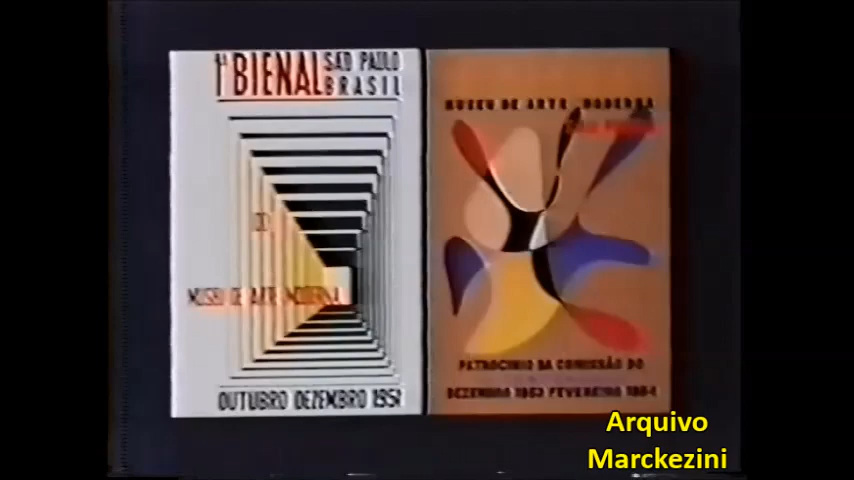 1ª BIENAL SÃO PAULO
BRASIL
DO
MUSEU DE ARTE MODERNA
OUTUBRO DEZEMBRO 1951
MUSEU DE ARTE MODERNA
PATROCINIO DA COMISSÃO DO
DEZEMBRO 1953 FEVEREIRO 1954
Arquivo
Marckezini